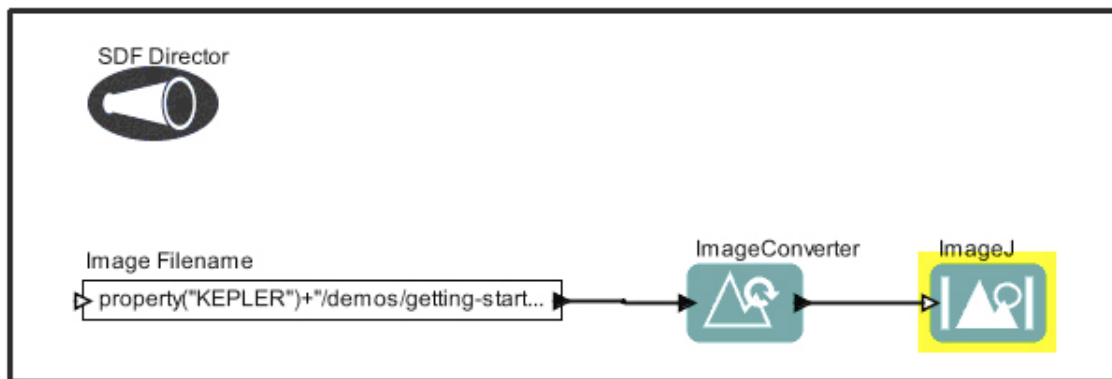 SDF Director
Image Filename
property("KEPLER")+"/demos/getting-start...
ImageConverter
ImageJ